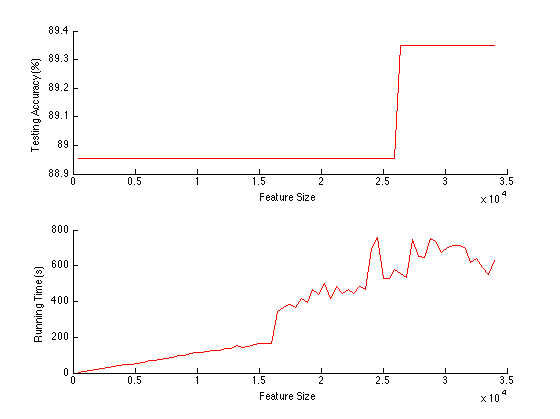 89.4
89.3
89.2
89.1
89
88.9
Testing Accuracy (%)
0 0.5 1 1.5 2 2.5 3 3.5
x 10 4
Feature Size
800
600
400
200
0
Running Time (s)
0 0.5 1 1.5 2 2.5 3 3.5
x 10 4
Feature Size